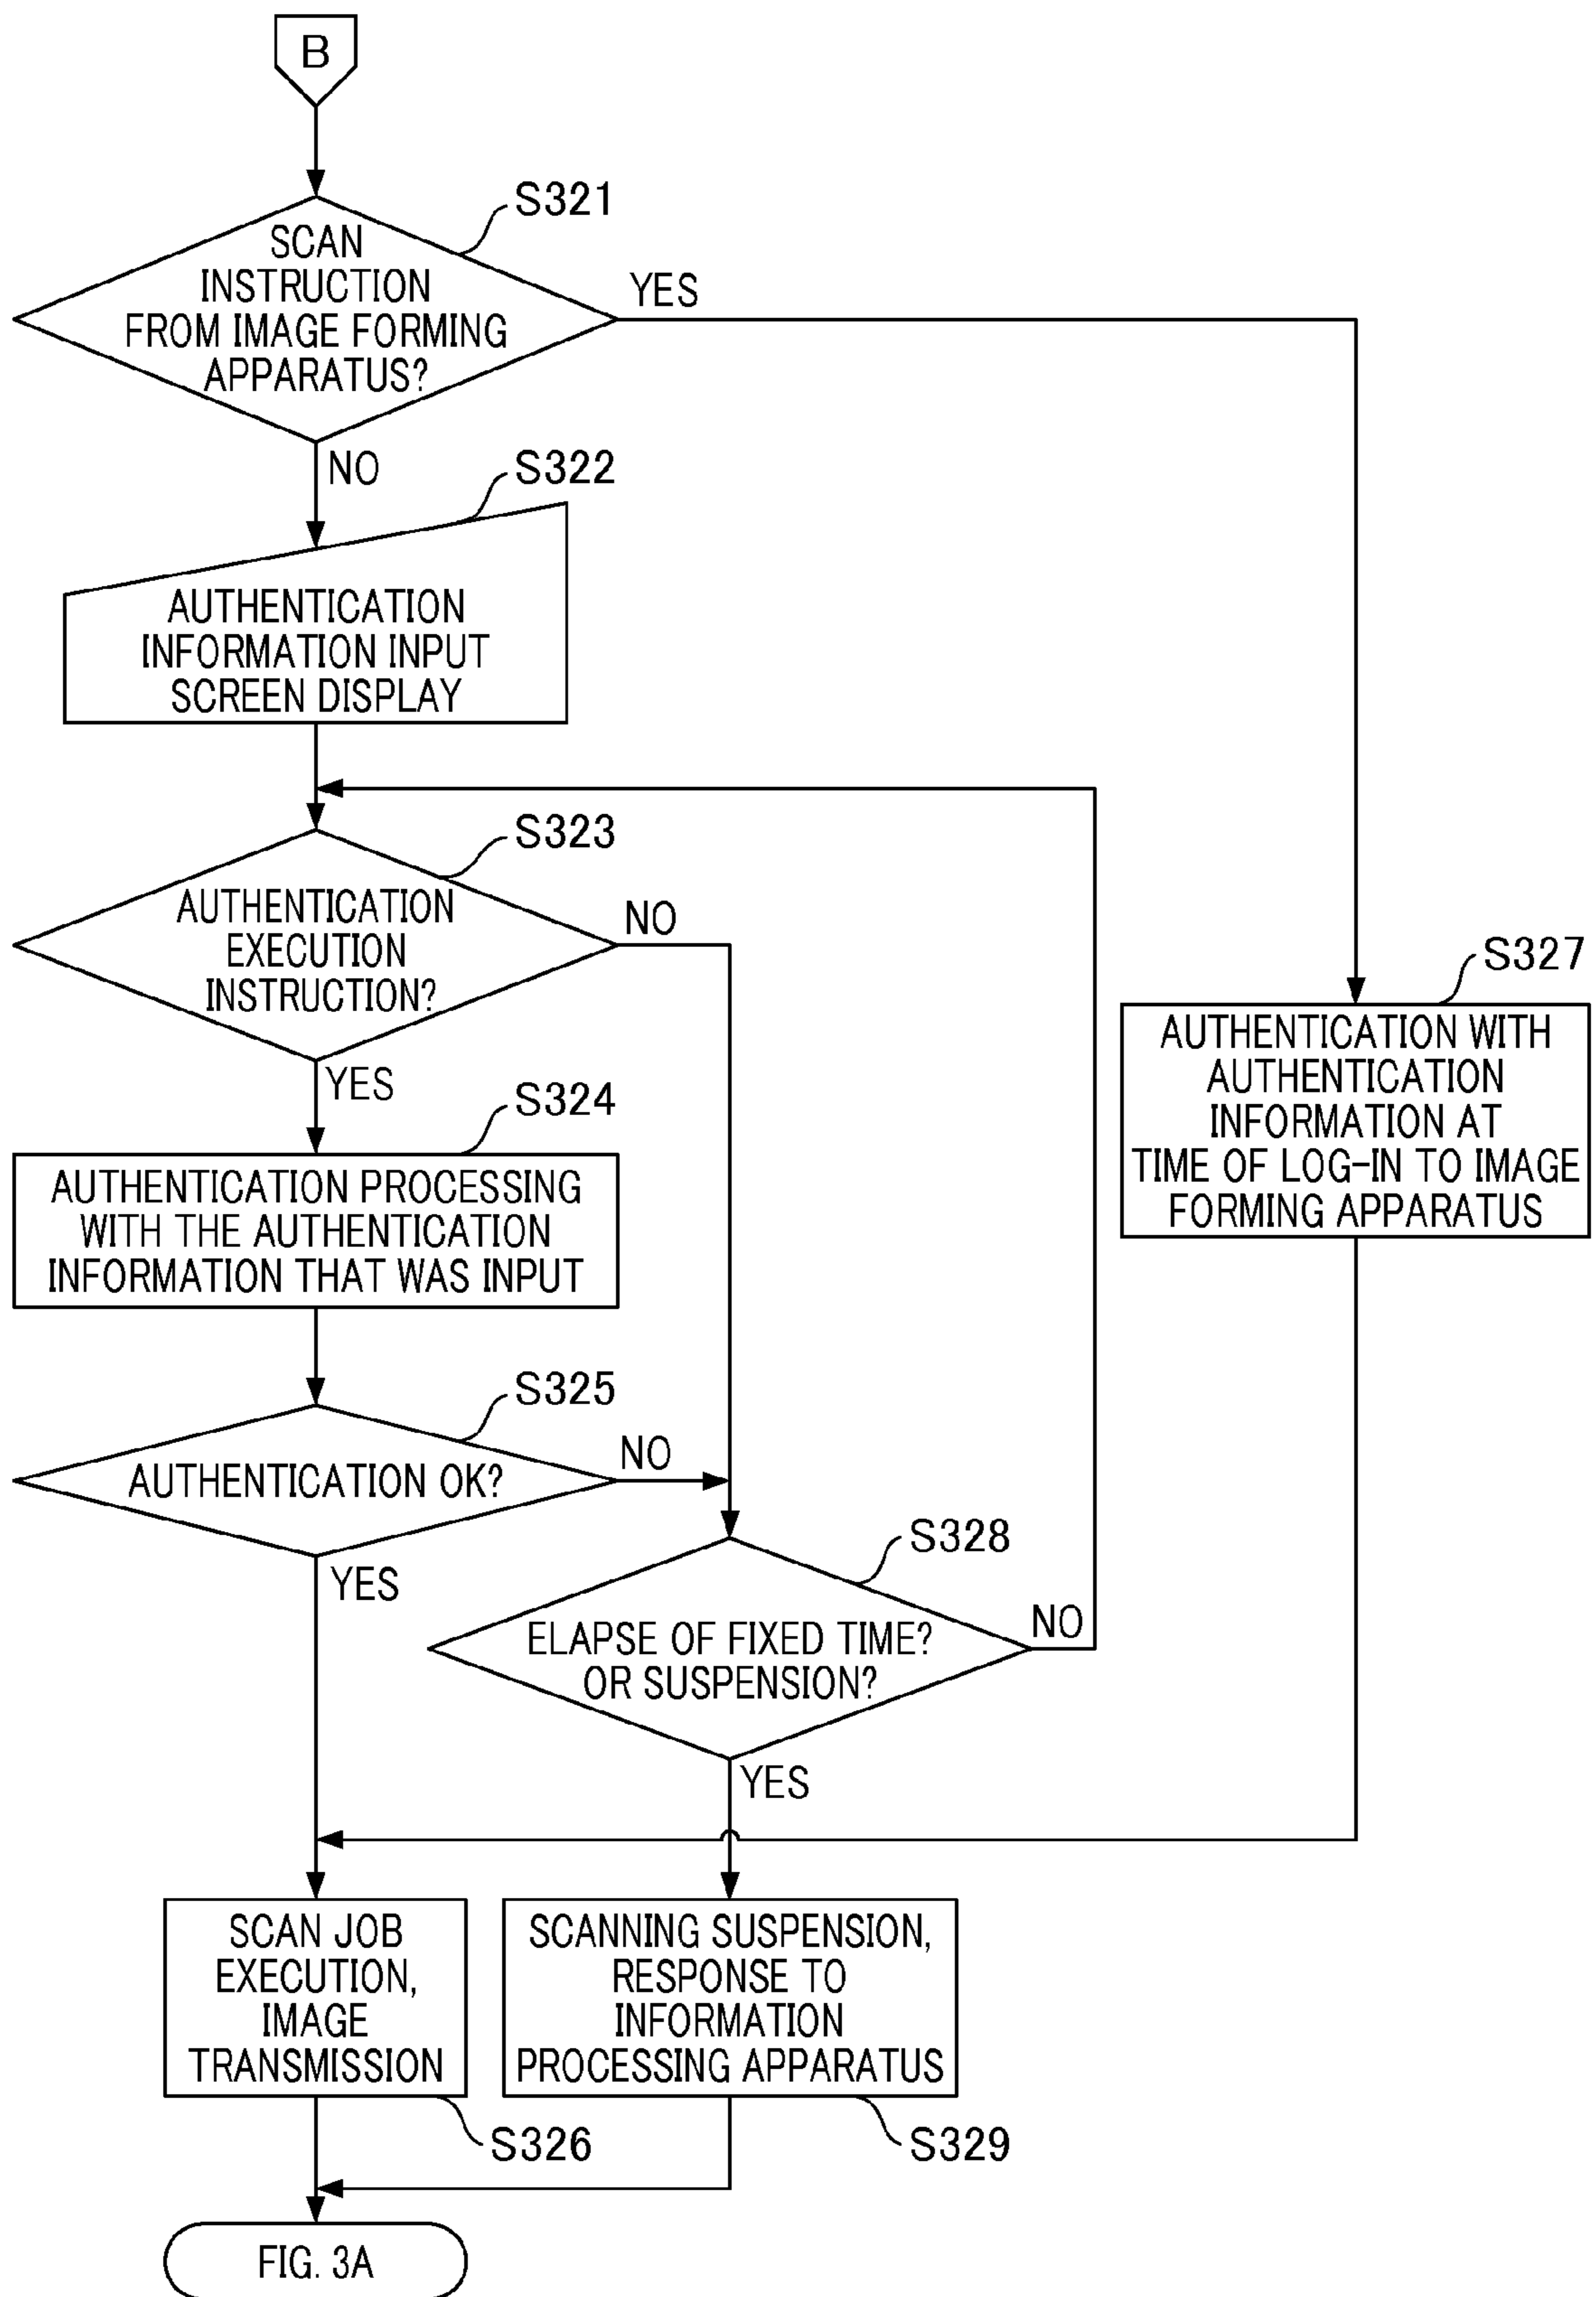 B
S321
SCAN
INSTRUCTION
FROM IMAGE FORMING
APPARATUS?
YES
NO
S322
AUTHENTICATION
INFORMATION INPUT
SCREEN DISPLAY
S323
AUTHENTICATION
EXECUTION
INSTRUCTION?
NO
YES
S327
AUTHENTICATION WITH
AUTHENTICATION
INFORMATION AT
TIME OF LOG-IN TO IMAGE
FORMING APPARATUS
S324
AUTHENTICATION PROCESSING
WITH THE AUTHENTICATION
INFORMATION THAT WAS INPUT
S325
AUTHENTICATION OK?
NO
YES
S328
ELAPSE OF FIXED TIME?
OR SUSPENSION?
NO
YES
SCAN JOB
EXECUTION,
IMAGE
TRANSMISSION
S326
SCANNING SUSPENSION,
RESPONSE TO
INFORMATION
PROCESSING APPARATUS
S329
FIG. 3A